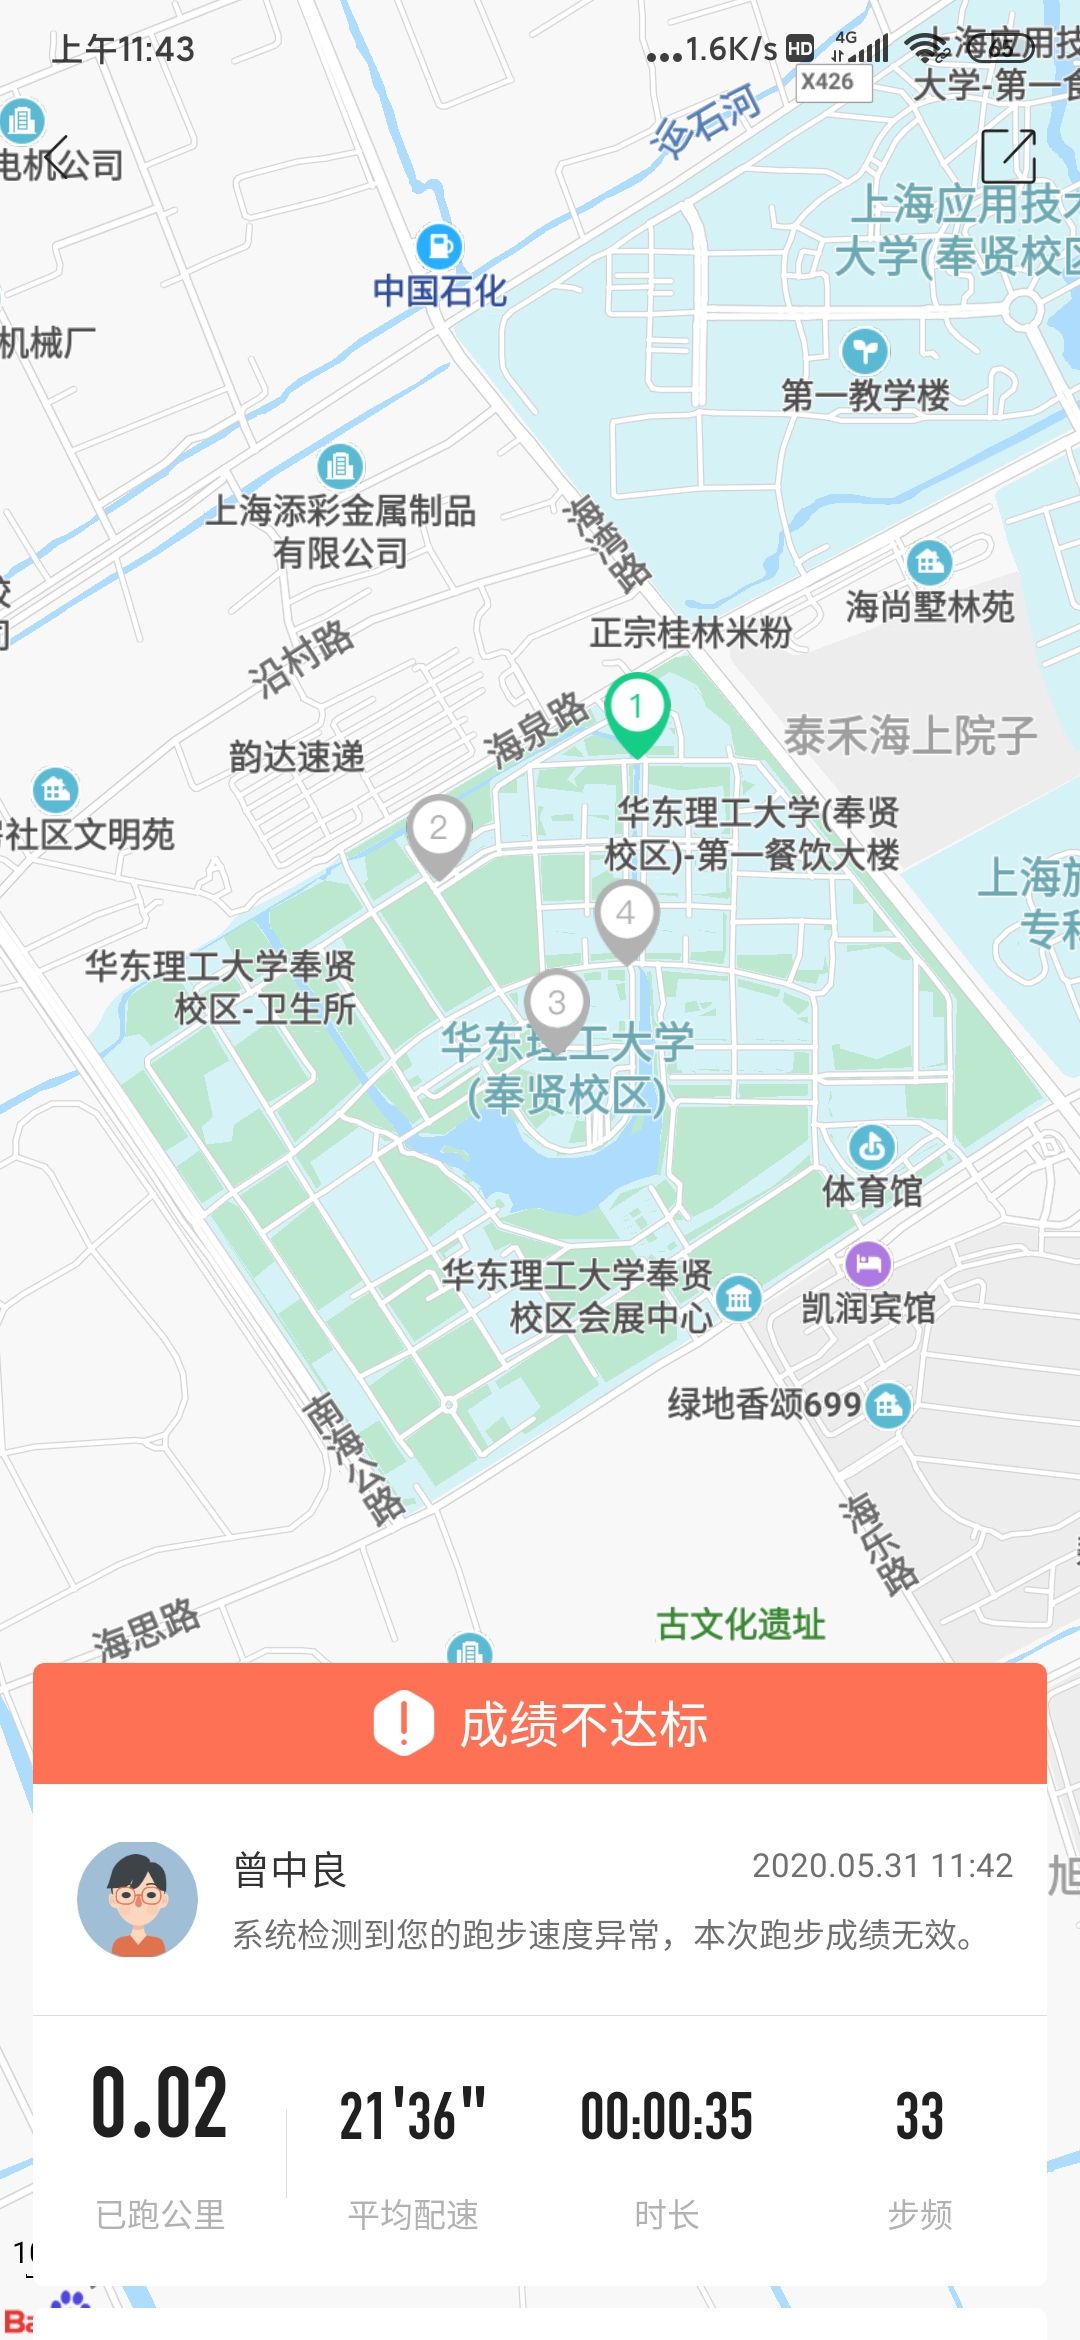 上午11:43
...1.6K/s HD 4G 65
X426
运石河
大学-第一食
电机公司
上海应用技术
大学(奉贤校区
中国石化
机械厂
第一教学楼
上海添彩金属制品
有限公司
海湾路
海尚墅林苑
正宗桂林米粉
沿村路
海泉路
1
泰禾海上院子
韵达速递
社区文明苑
2
华东理工大学(奉贤
校区)-第一餐饮大楼
4
上海旅
专科
华东理工大学奉贤
校区-卫生所
3
华东理工大学
(奉贤校区)
体育馆
华东理工大学奉贤
校区会展中心
凯润宾馆
绿地香颂699
南海公路
海乐路
海思路
古文化遗址
成绩不达标
曾中良
2020.05.31 11:42
旭
系统检测到您的跑步速度异常，本次跑步成绩无效。
0.02
21'36"
00:00:35
33
已跑公里
平均配速
时长
步频
Ba